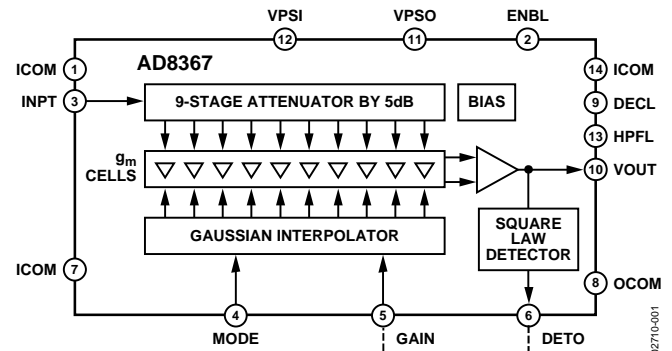 VPSI
VPSO
ENBL
12
11
2
AD8367
ICOM
1
14
ICOM
INPT
3
9-STAGE ATTENUATOR BY 5dB
BIAS
9
DECL
13
HPFL
gm
CELLS
10
VOUT
GAUSSIAN INTERPOLATOR
SQUARE
LAW
DETECTOR
ICOM
7
8
OCOM
4
5
6
MODE
GAIN
DETO